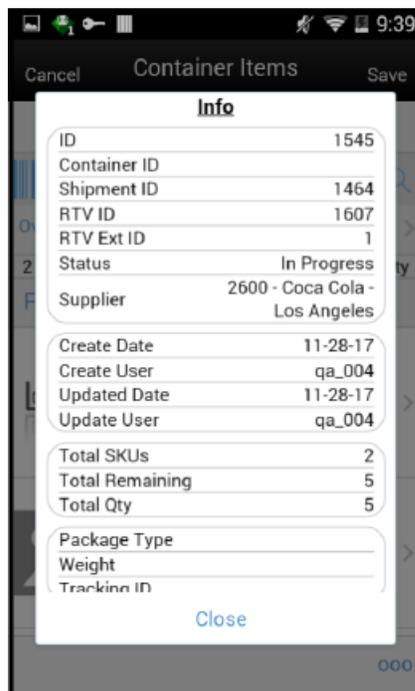 9:39
Cancel Container Items Save
Info
ID 1545
Container ID
Shipment ID 1464
RTV ID 1607
RTV Ext ID 1
Status In Progress
Supplier 2600 - Coca Cola -
Los Angeles
Create Date 11-28-17
Create User qa_004
Updated Date 11-28-17
Update User qa_004
Total SKUs 2
Total Remaining 5
Total Qty 5
Package Type
Weight
Tracking ID
Close